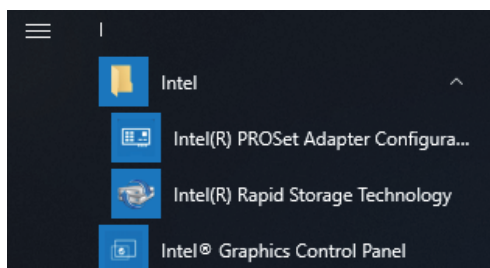 I
Intel
Intel(R) PROSet Adapter Configura...
Intel(R) Rapid Storage Technology
Intel® Graphics Control Panel